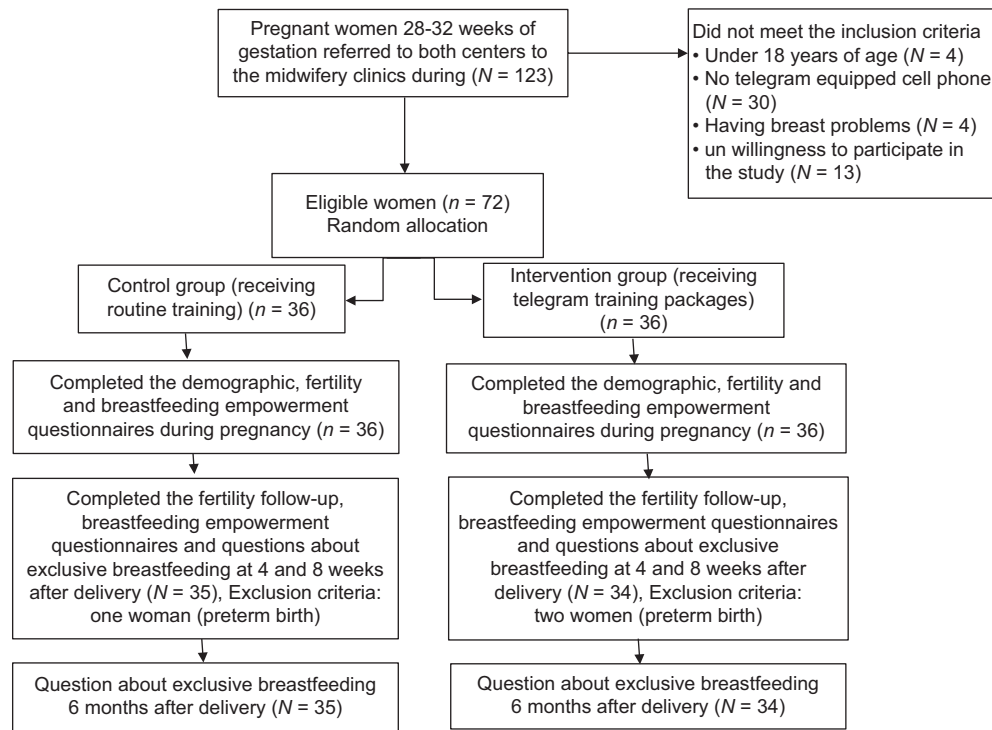 Pregnant women 28-32 weeks of
gestation referred to both centers to
the midwifery clinics during (N = 123)
Did not meet the inclusion criteria
• Under 18 years of age (N = 4)
• No telegram equipped cell phone
(N = 30)
• Having breast problems (N = 4)
• un willingness to participate in
the study (N = 13)
Eligible women (n = 72)
Random allocation
Control group (receiving
routine training) (n = 36)
Intervention group (receiving
telegram training packages)
(n = 36)
Completed the demographic, fertility
and breastfeeding empowerment
questionnaires during pregnancy (n = 36)
Completed the demographic, fertility and
breastfeeding empowerment
questionnaires during pregnancy (n = 36)
Completed the fertility follow-up,
breastfeeding empowerment
questionnaires and questions about
exclusive breastfeeding at 4 and 8 weeks
after delivery (N = 35), Exclusion criteria:
one woman (preterm birth)
Completed the fertility follow-up,
breastfeeding empowerment questionnaires
and questions about exclusive
breastfeeding at 4 and 8 weeks after
delivery (N = 34), Exclusion criteria:
two women (preterm birth)
Question about exclusive breastfeeding
6 months after delivery (N = 35)
Question about exclusive breastfeeding
6 months after delivery (N = 34)